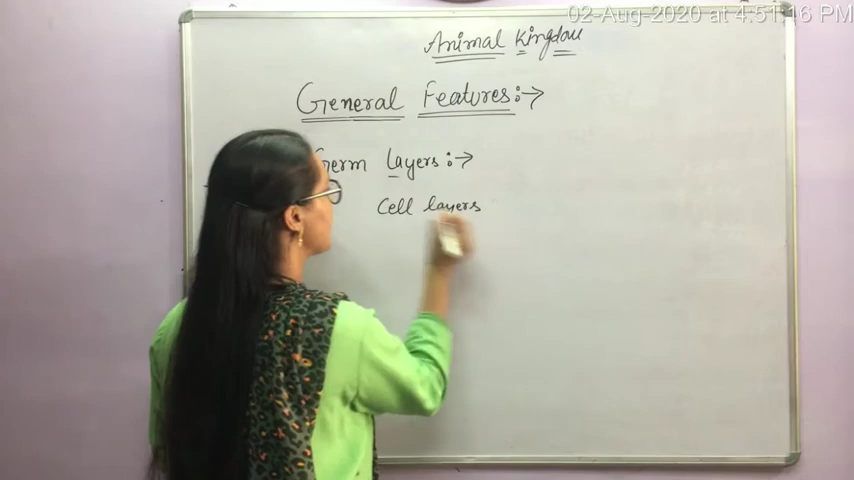 02-Aug-2020 at 4:51:16 PM
Animal Kingdom
General Features :→
Germ Layers :→
Cell layers